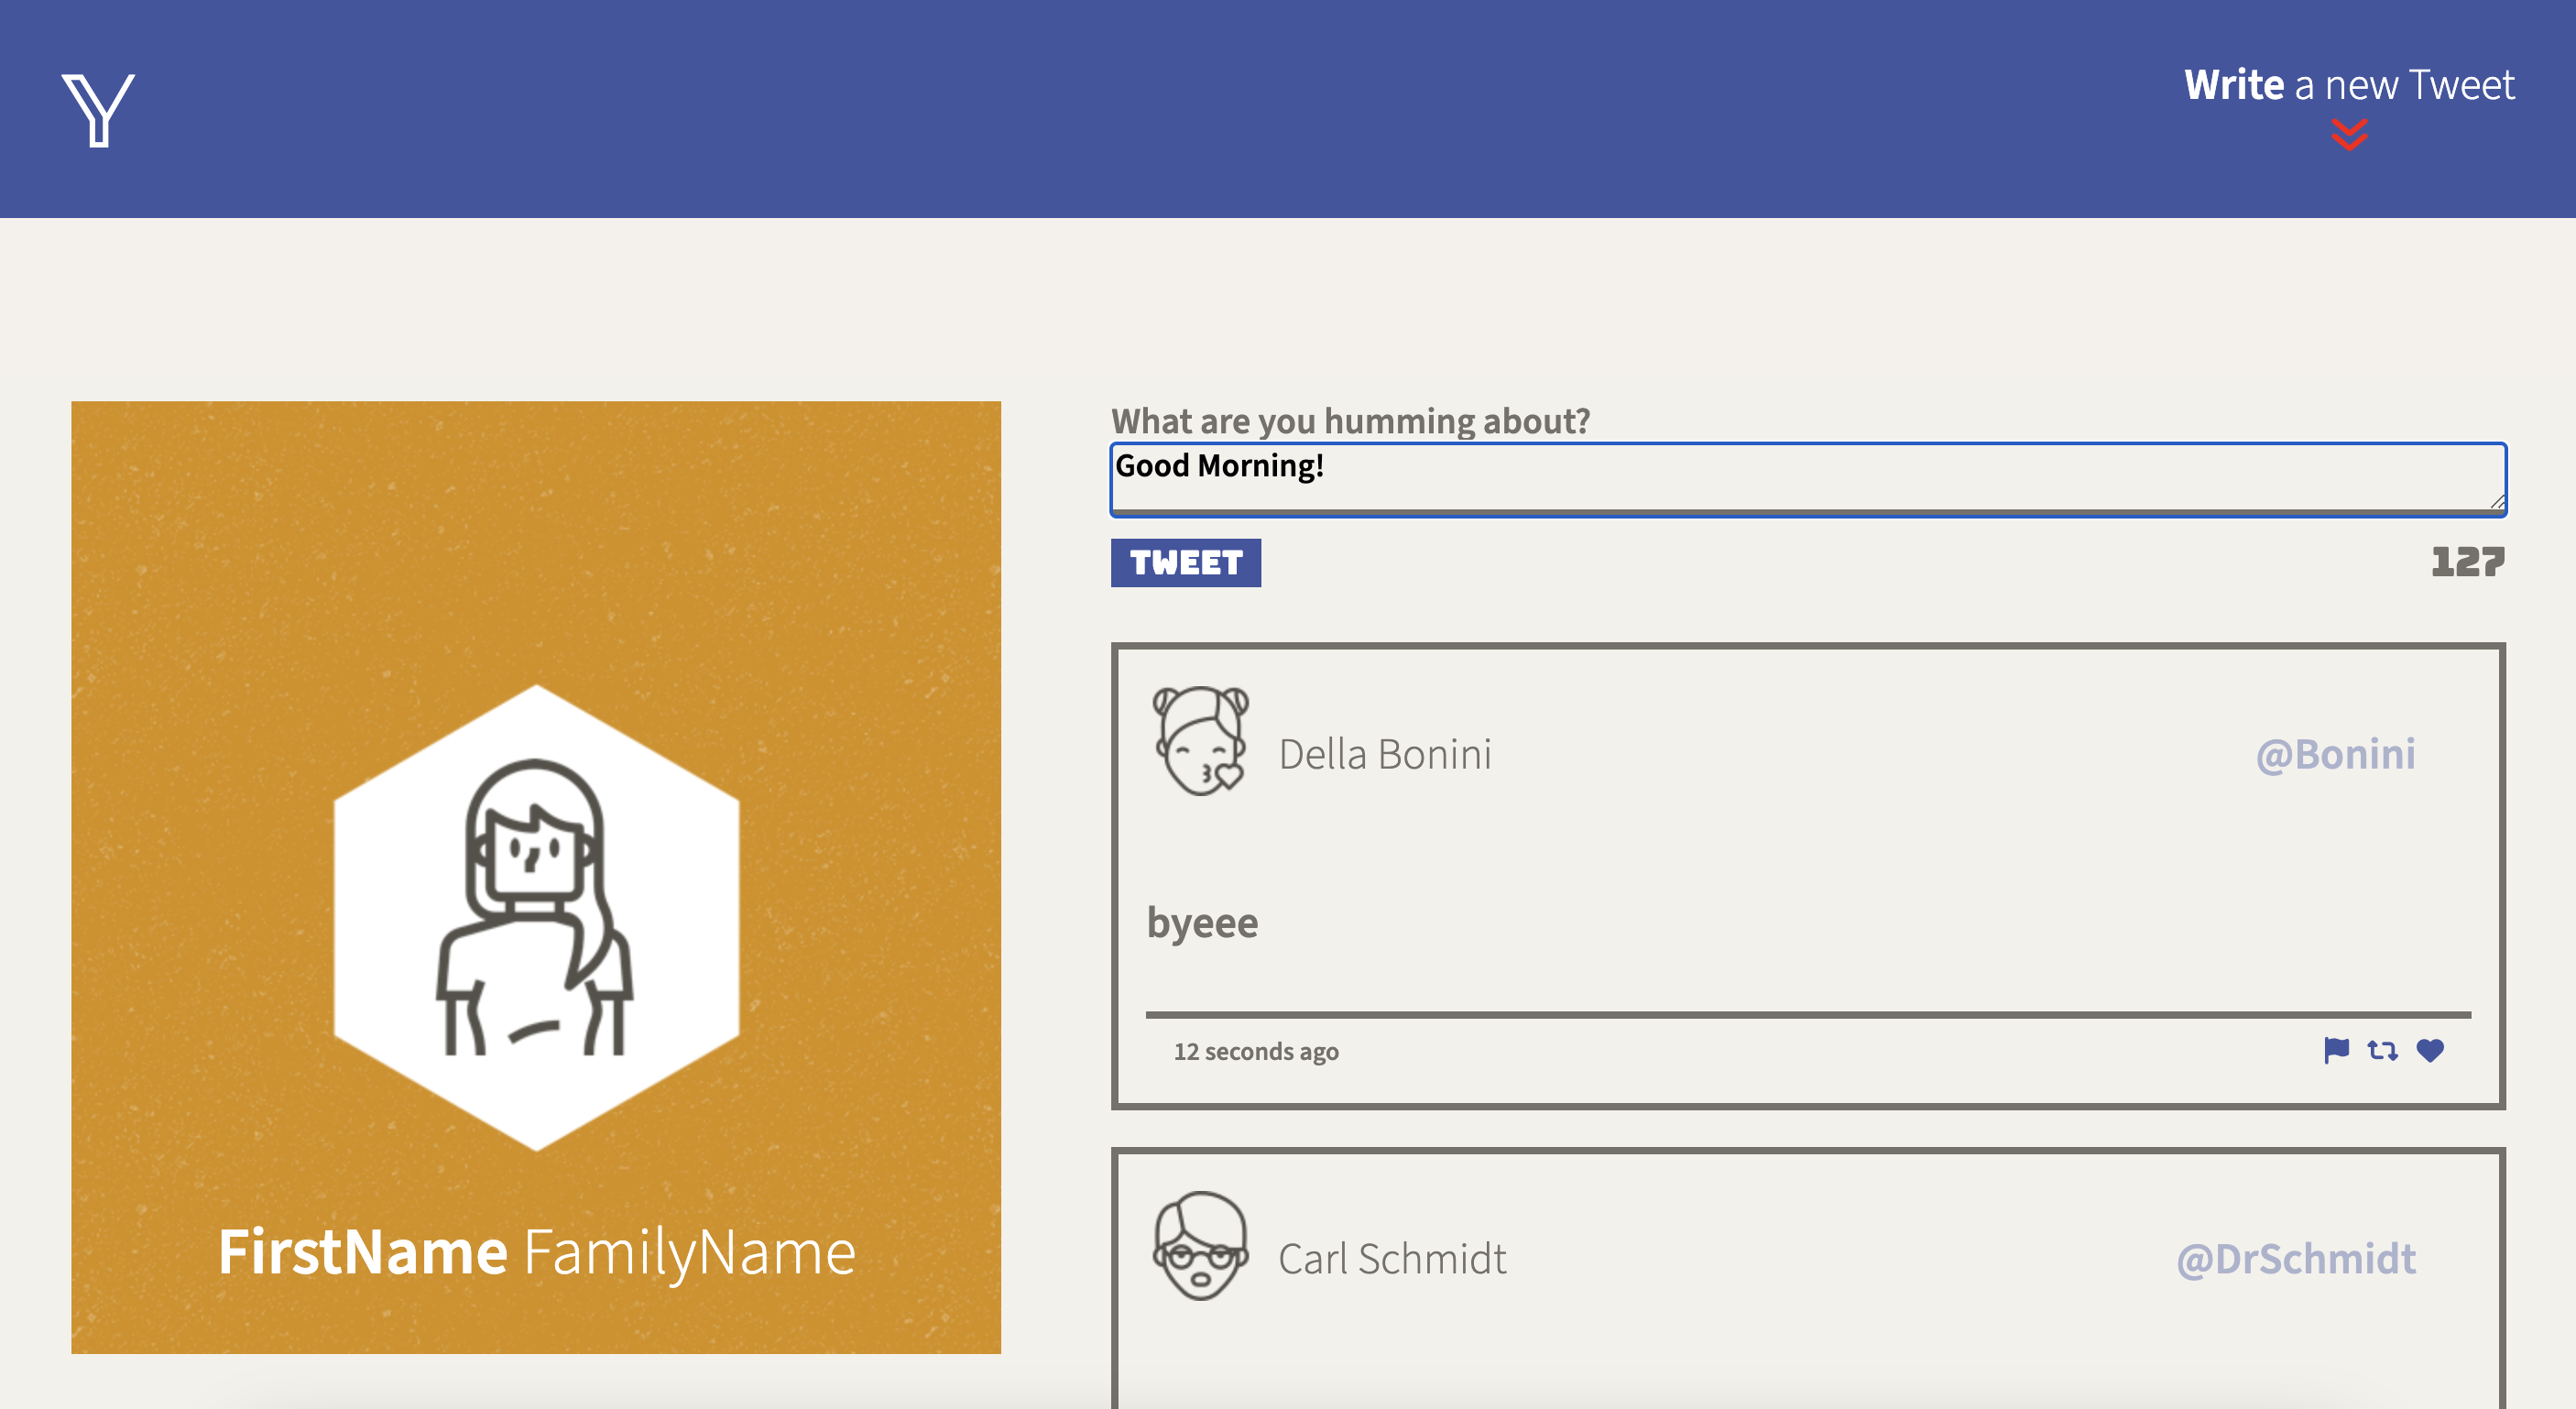 Y
Write a new Tweet
What are you humming about?
Good Morning!
TWEET
127
Della Bonini
@Bonini
byeee
12 seconds ago
FirstName FamilyName
Carl Schmidt
@DrSchmidt